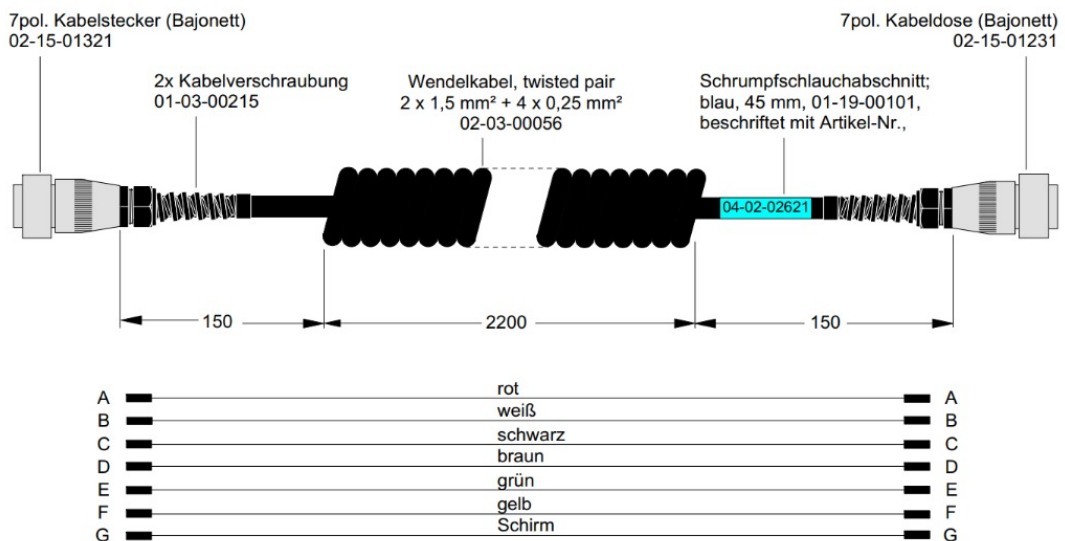 7pol. Kabelstecker (Bajonett)
02-15-01321
7pol. Kabeldose (Bajonett)
02-15-01231
2x Kabelverschraubung
01-03-00215
Wendelkabel, twisted pair
2 x 1,5 mm² + 4 x 0,25 mm²
02-03-00056
Schrumpfschlauchabschnitt;
blau, 45 mm, 01-19-00101,
beschriftet mit Artikel-Nr.,
04-02-02621
150
2200
150
A rot A
B weiß B
C schwarz C
D braun D
E grün E
F gelb F
G Schirm G